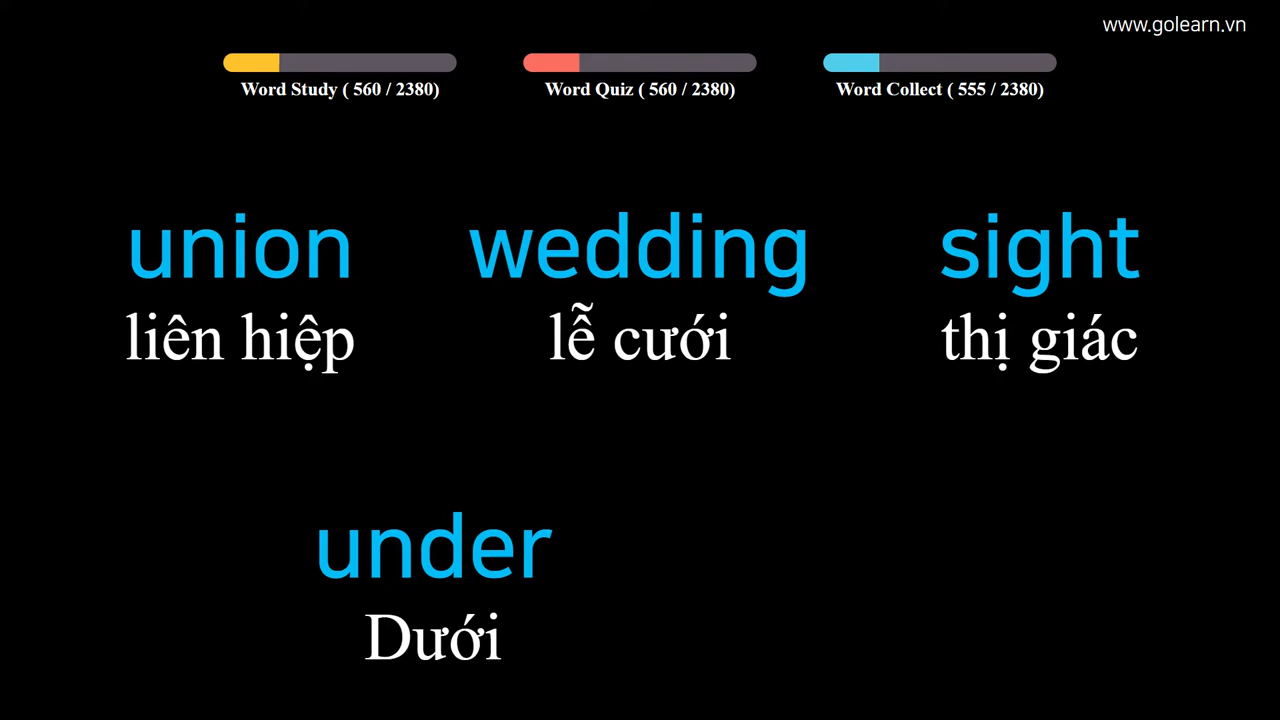 www.golearn.vn
Word Study ( 560 / 2380)
Word Quiz ( 560 / 2380)
Word Collect ( 555 / 2380)
union
wedding
sight
liên hiệp
lễ cưới
thị giác
under
Dưới